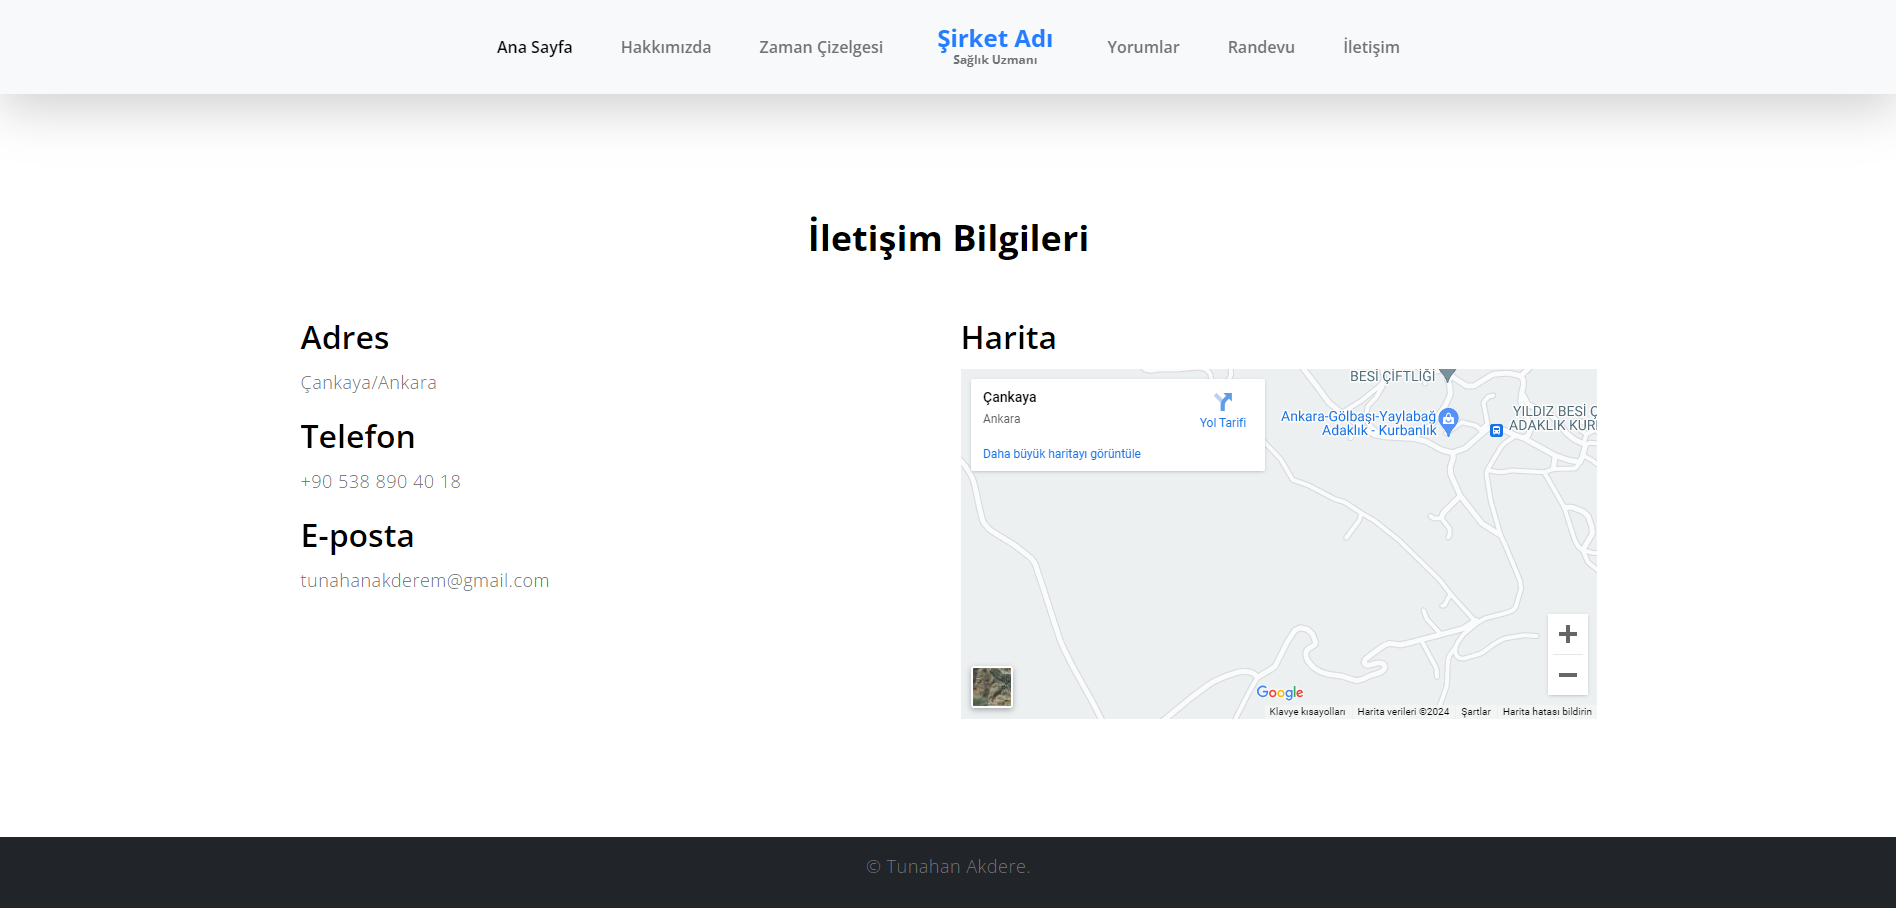 Ana Sayfa
Hakkımızda
Zaman Çizelgesi
Şirket Adı
Sağlık Uzmanı
Yorumlar
Randevu
İletişim
İletişim Bilgileri
Adres
Çankaya/Ankara
Telefon
+90 538 890 40 18
E-posta
tunahanakderem@gmail.com
Harita
Çankaya
Ankara
Yol Tarifi
Daha büyük haritayı görüntüle
BESİ ÇİFTLİĞİ
Ankara-Gölbaşı-Yaylabağ
Adaklık - Kurbanlık
YILDIZ BESİ
ADAKLIK
Google
Klavye kısayolları
Harita verileri ©2024
Şartlar
Harita hatası bildirin
© Tunahan Akdere.